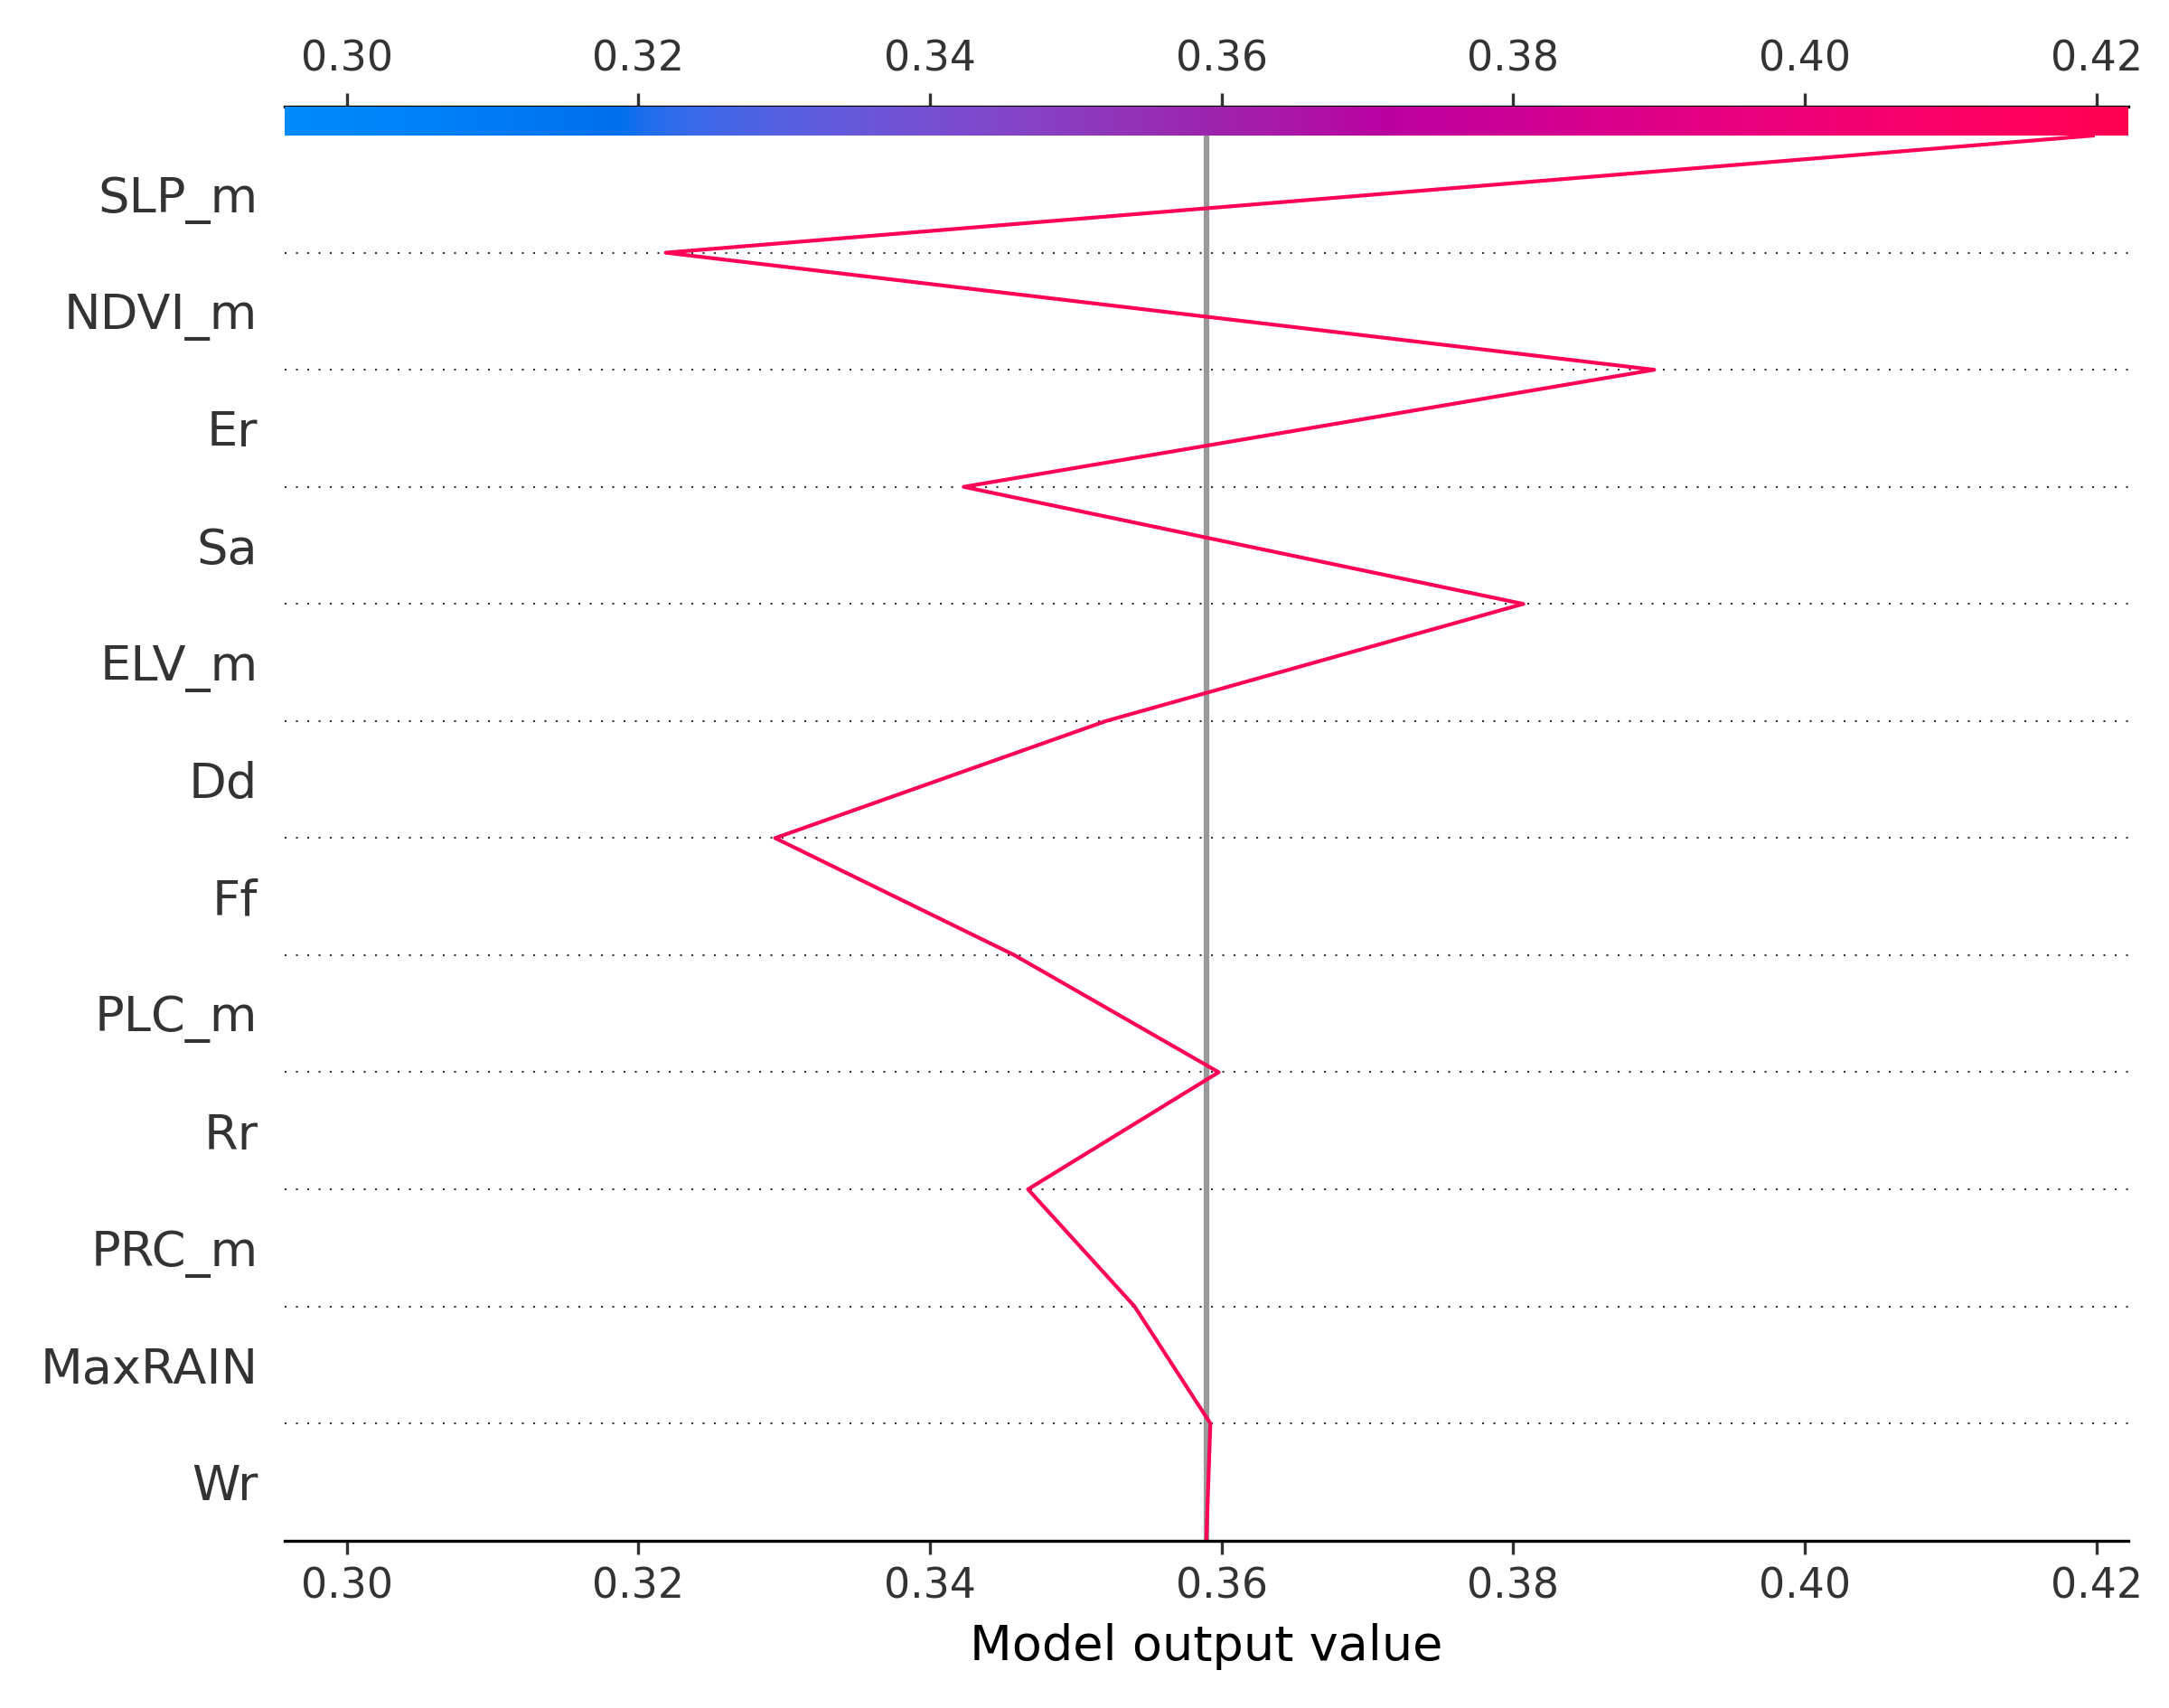 0.30 0.32 0.34 0.36 0.38 0.40 0.42
SLP_m
NDVI_m
Er
Sa
ELV_m
Dd
Ff
PLC_m
Rr
PRC_m
MaxRAIN
Wr
0.30 0.32 0.34 0.36 0.38 0.40 0.42
Model output value